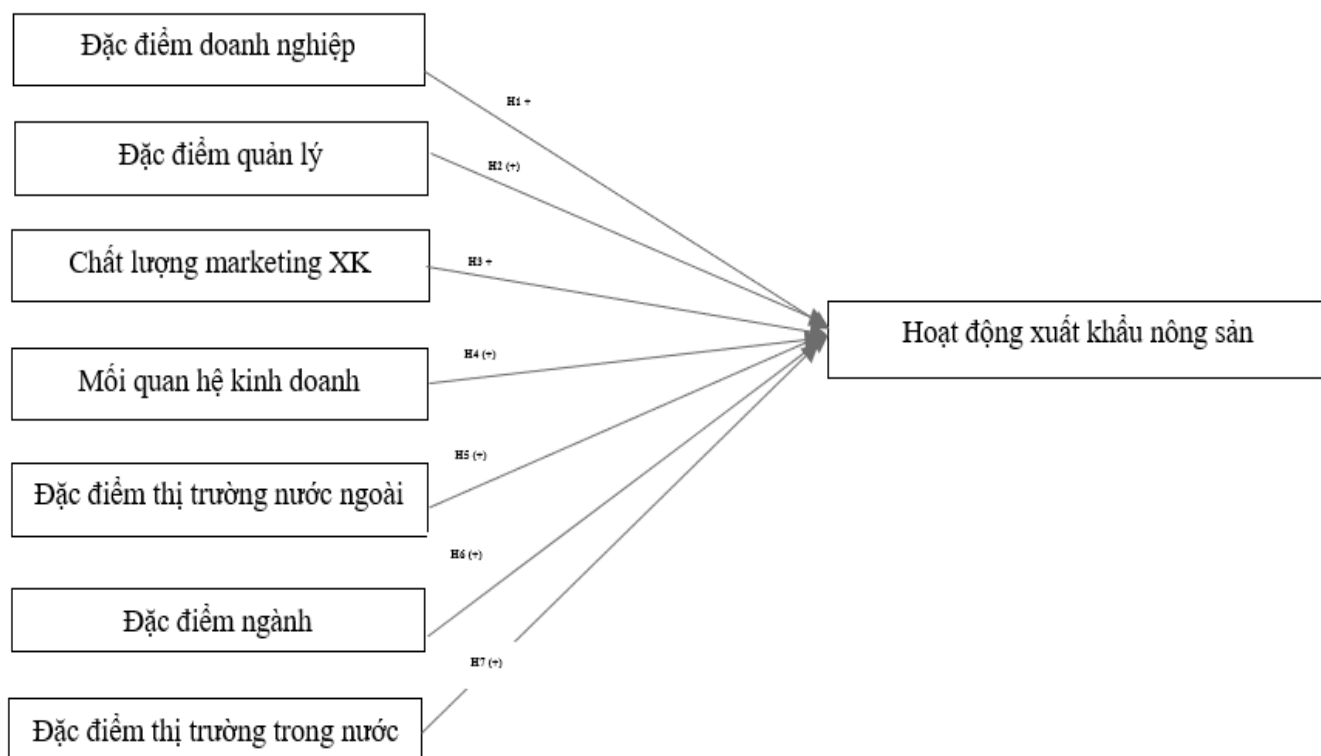 Đặc điểm doanh nghiệp
H1 +
Đặc điểm quản lý
H2 (+)
Chất lượng marketing XK
H3 +
Hoạt động xuất khẩu nông sản
H4 (+)
Mối quan hệ kinh doanh
H5 (+)
Đặc điểm thị trường nước ngoài
H6 (+)
Đặc điểm ngành
H7 (+)
Đặc điểm thị trường trong nước